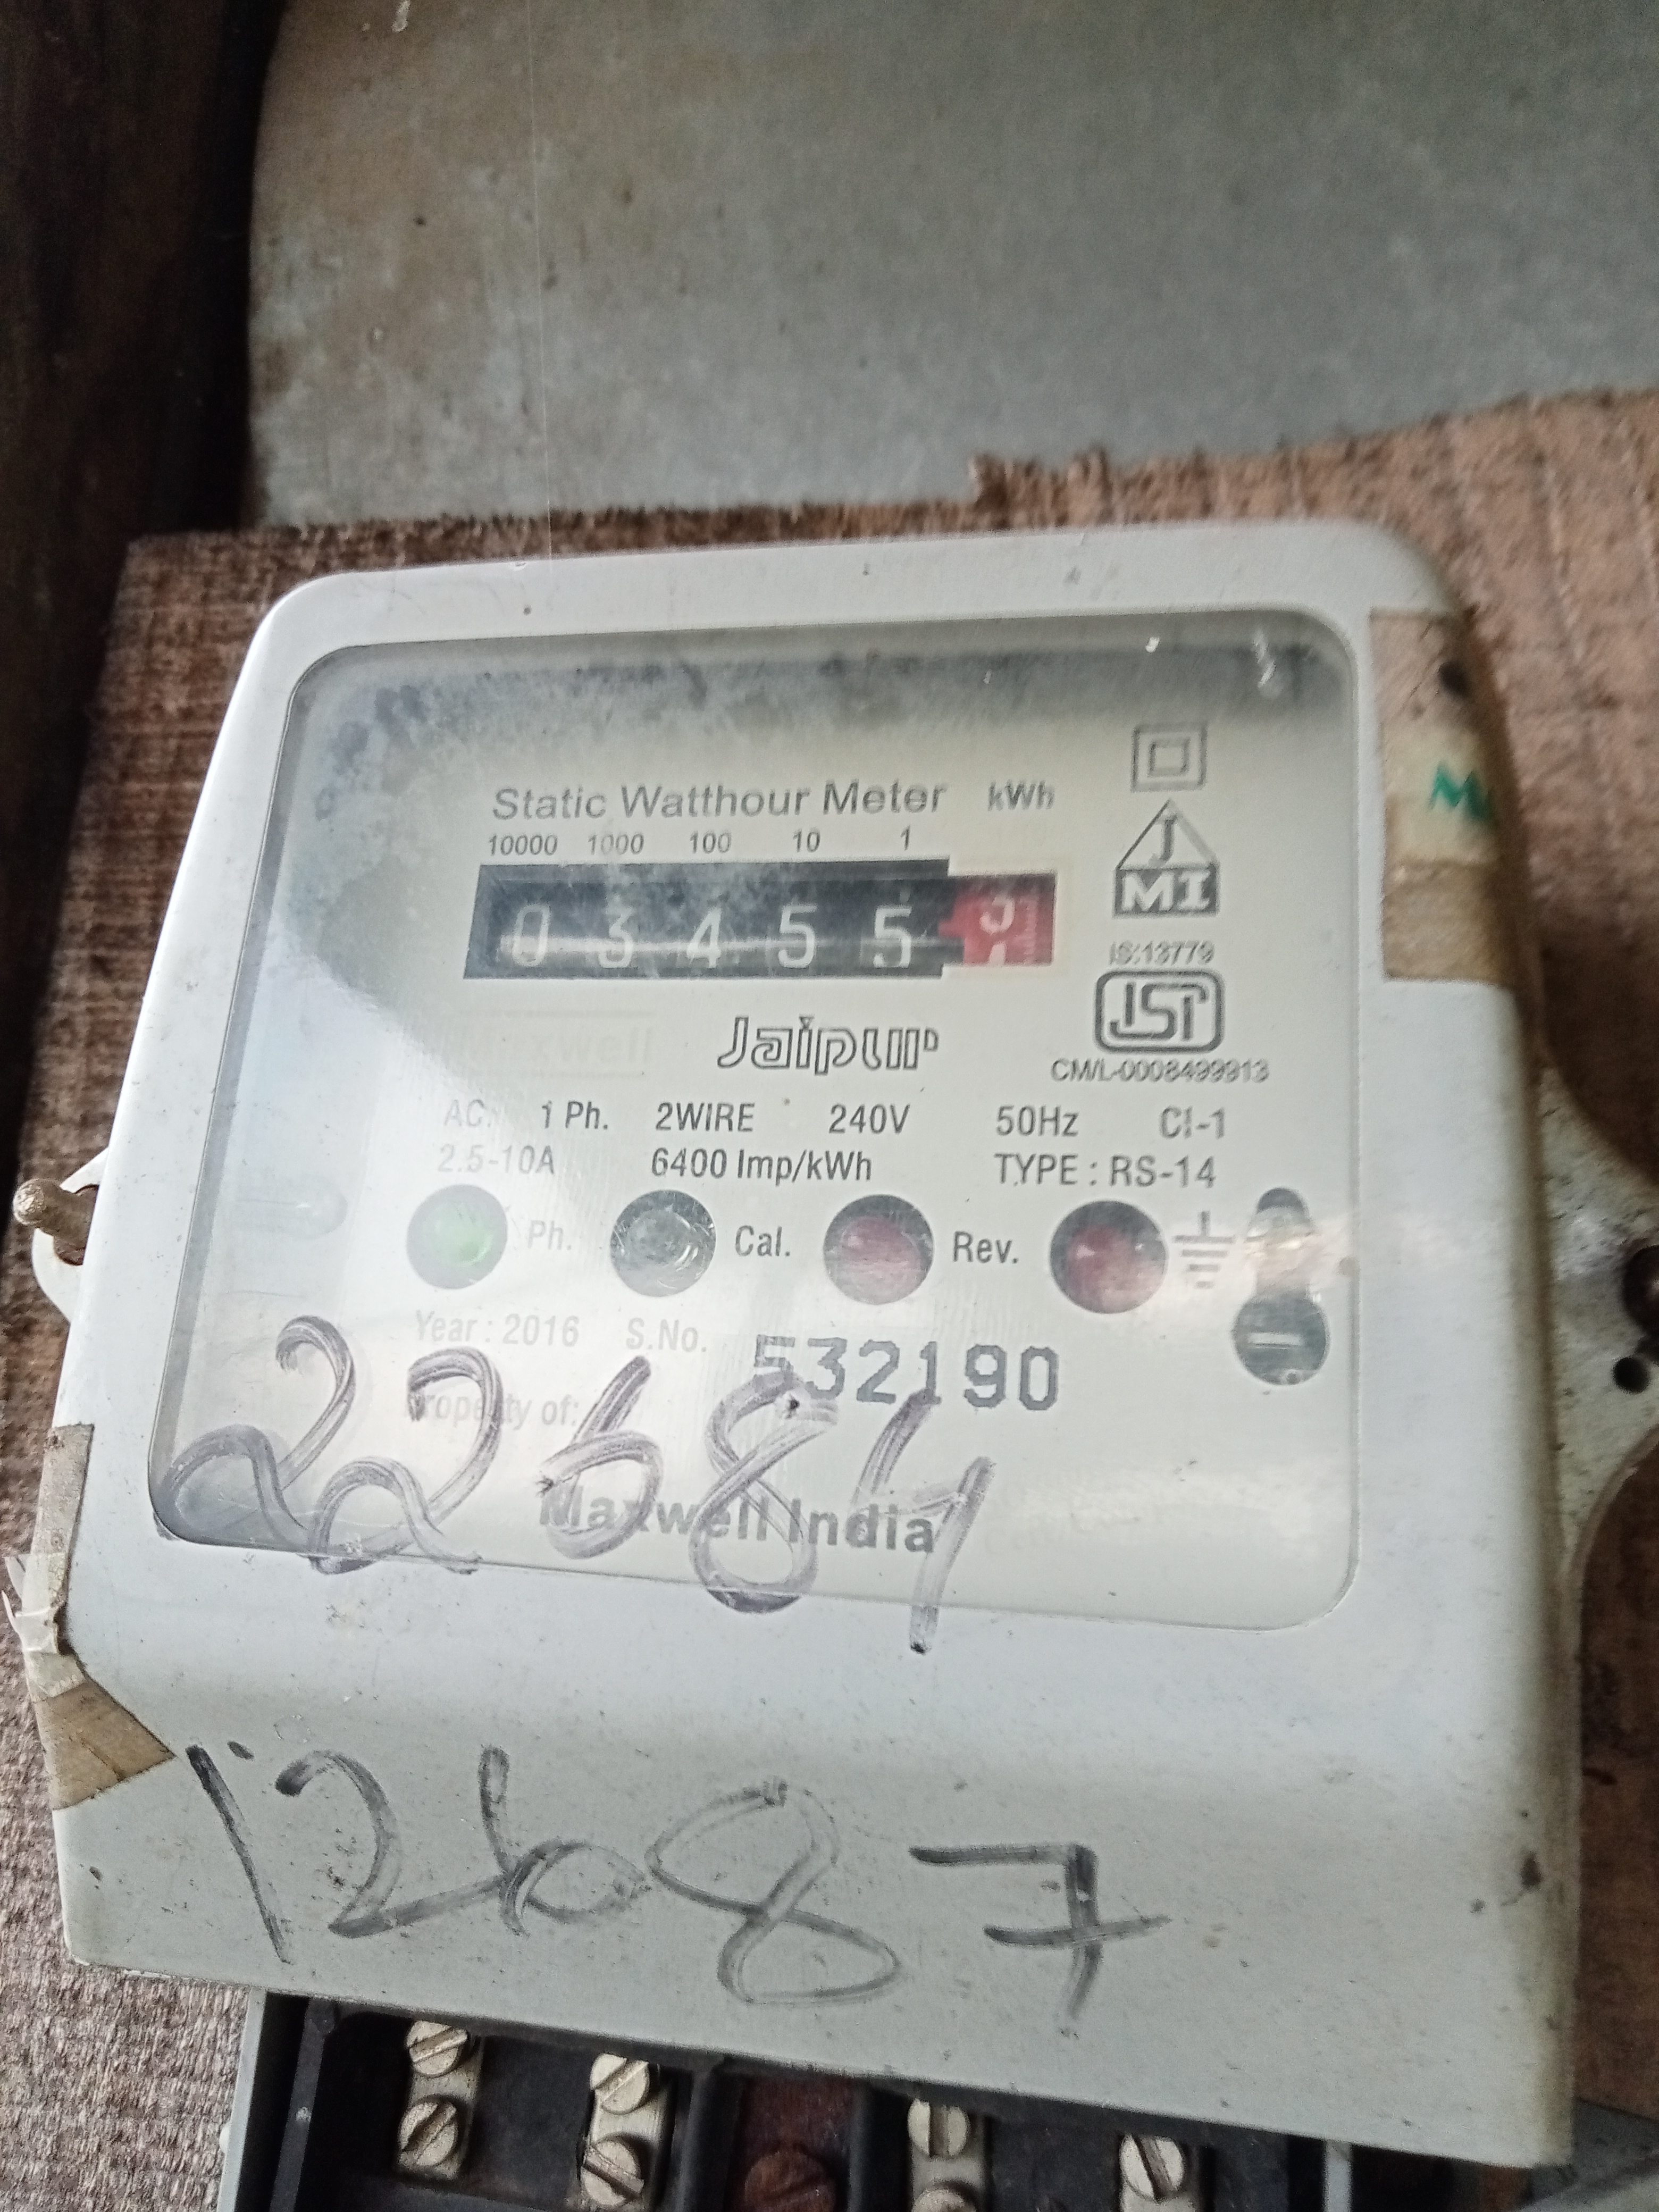 Static Watthour Meter kWh
10000 1000 100 10 1
0 3 4 5 5
J
MI
IS:13779
ISI
Jaipur
CM/L-0008499913
AC. 1 Ph. 2WIRE 240V 50Hz Cl-1
2.5-10A 6400 Imp/kWh TYPE : RS-14
Ph. Cal. Rev.
Year : 2016 S.No. 532190
Property of:
22684
Maxwell India
12687